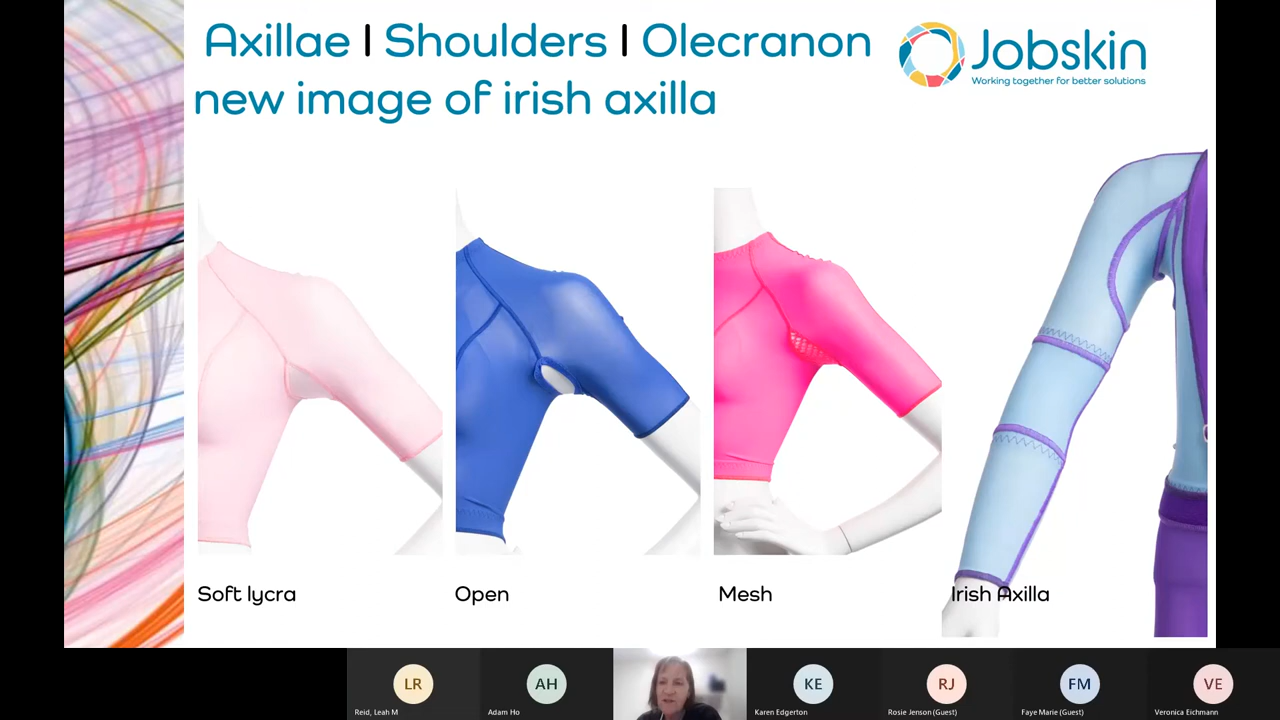 Axillae | Shoulders | Olecranon
new image of irish axilla
Jobskin
Working together for better solutions
Soft lycra
Open
Mesh
Irish Axilla
LR
AH
KE
RJ
FM
VE
Reid, Leah M
Adam Ho
Karen Edgerton
Rosie Jenson (Guest)
Faye Marie (Guest)
Veronica Eichmann